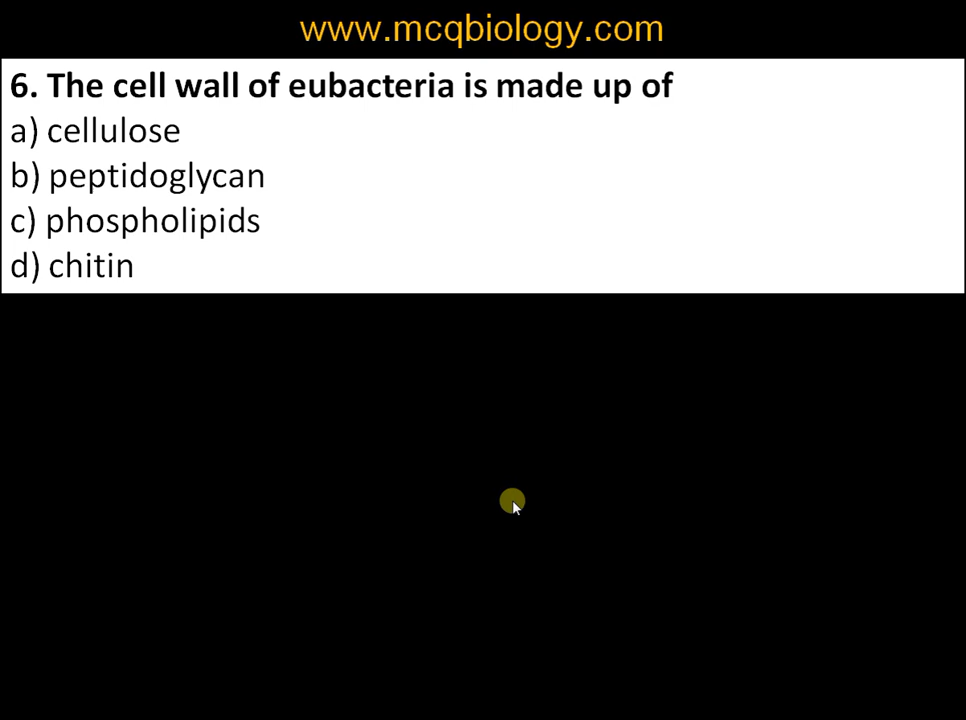 www.mcqbiology.com
6. The cell wall of eubacteria is made up of
a) cellulose
b) peptidoglycan
c) phospholipids
d) chitin